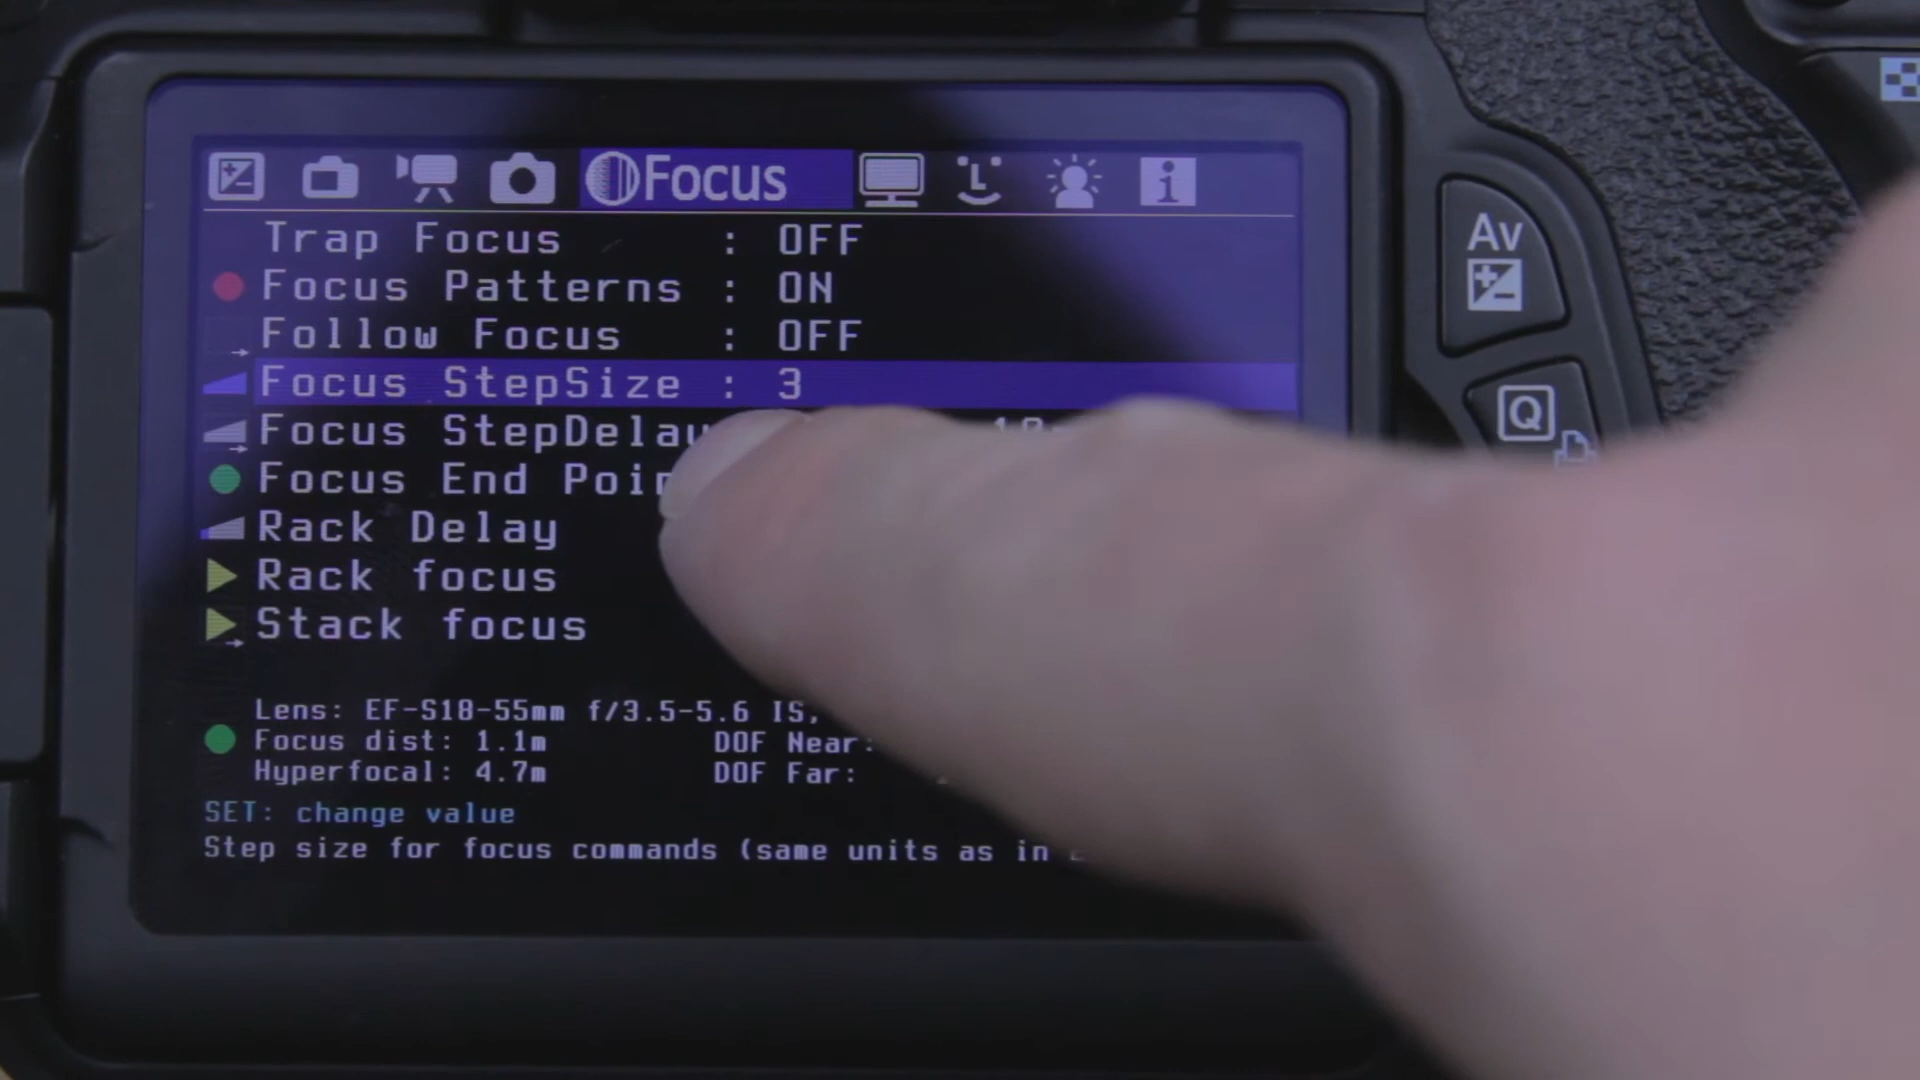 Focus
Trap Focus : OFF
Focus Patterns : ON
Follow Focus : OFF
Focus StepSize : 3
Focus StepDelay
Focus End
Rack Delay
Rack focus
Stack focus
Lens: EF-S18-55mm f/3.5-5.6 IS,
Focus dist: 1.1m DOF Near:
Hyperfocal: 4.7m DOF Far:
SET: change value
Step size for focus commands (same units as in
Av
Q